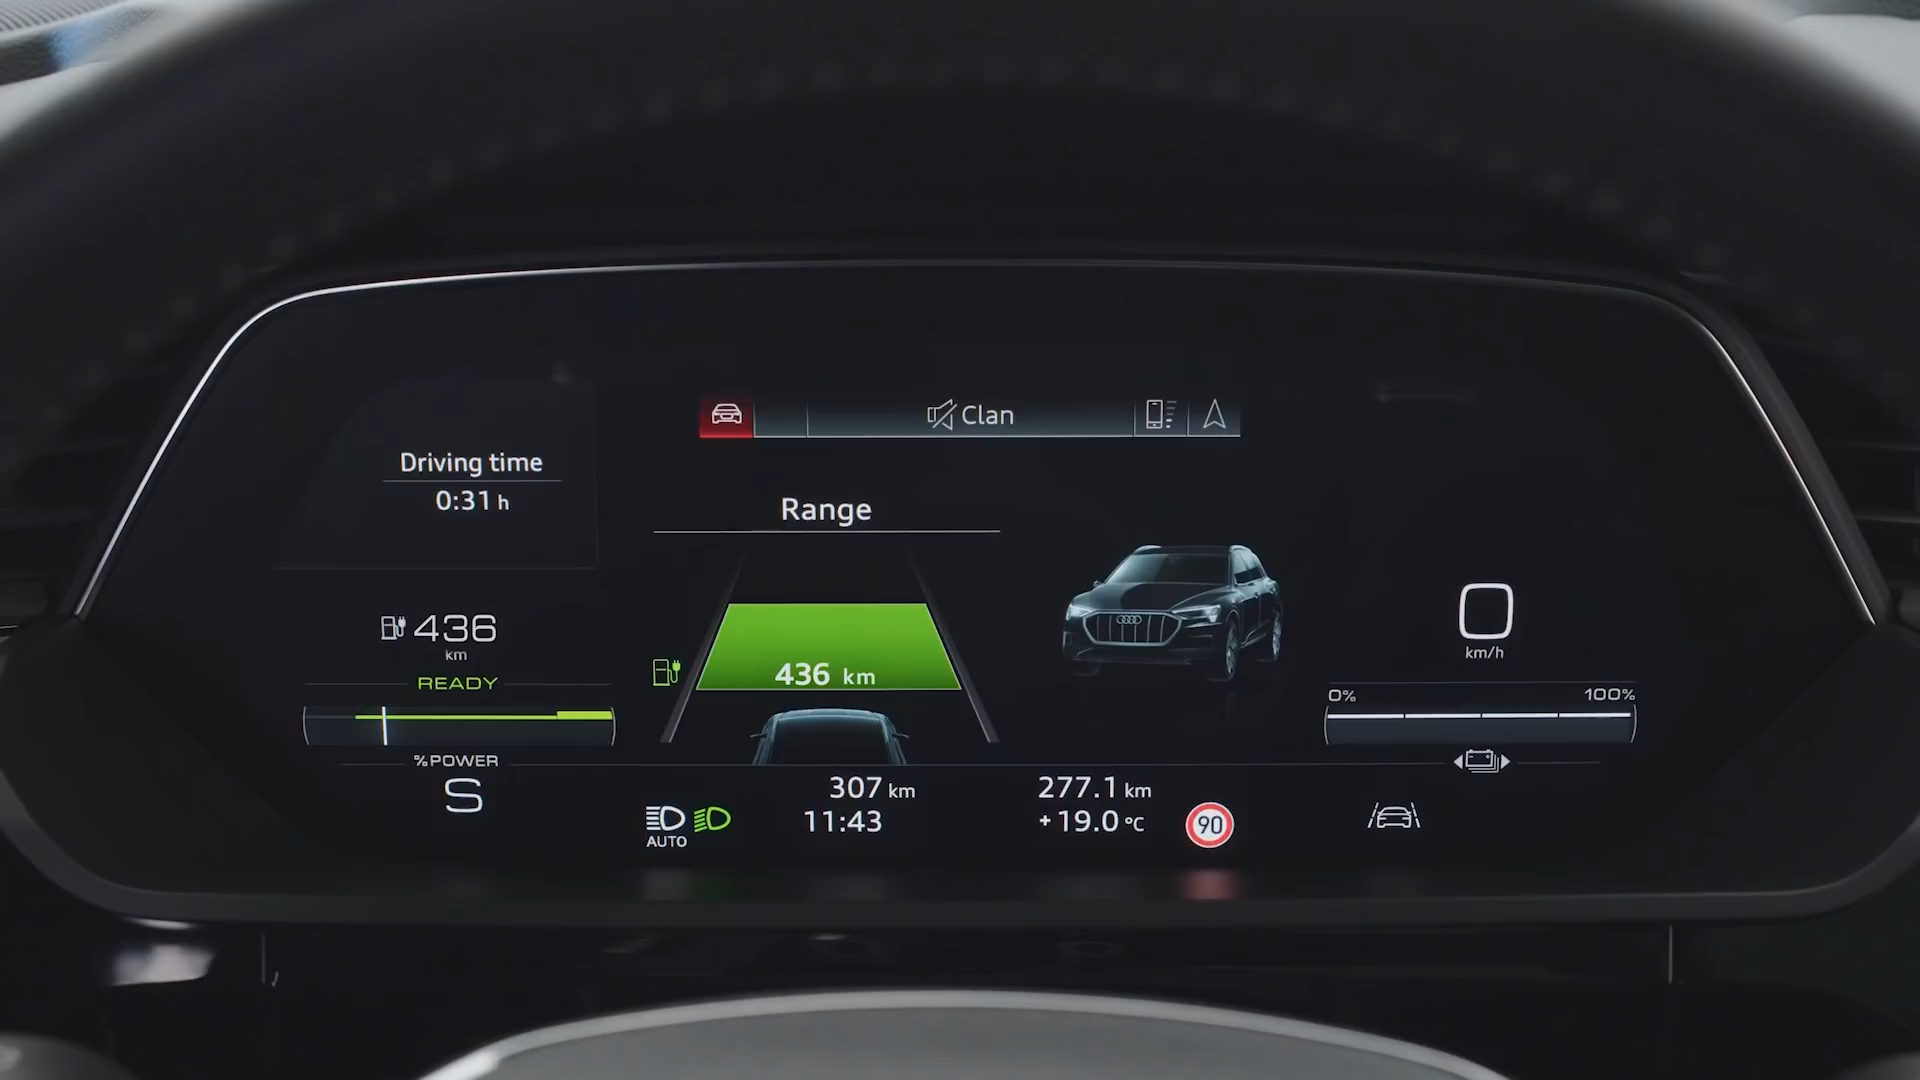 Clan
Driving time
0:31 h
Range
436
km
READY
436 km
0
km/h
0% 100%
%POWER
S
307 km
277.1 km
AUTO
11:43
+19.0 °C
90